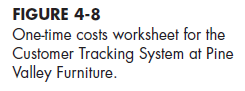 FIGURE 4-8
One-time costs worksheet for the
Customer Tracking System at Pine
Valley Furniture.